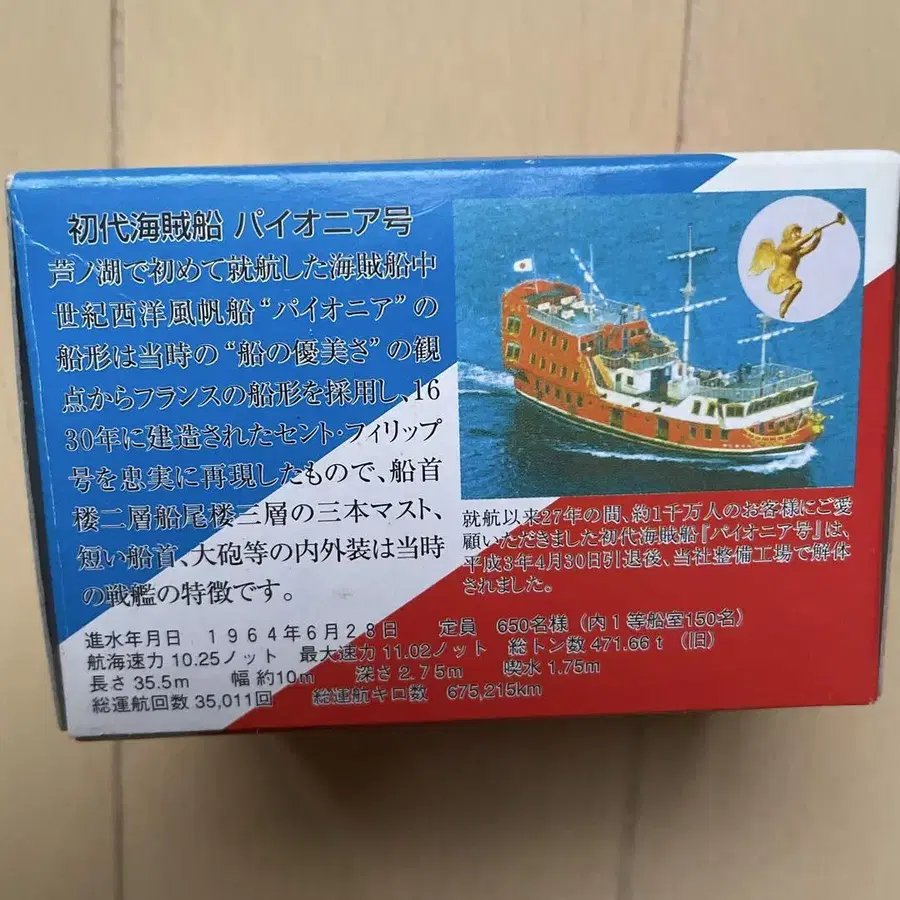 初代海賊船 パイオニア号
芦ノ湖で初めて就航した海賊船中
世紀西洋風帆船“パイオニア”の
船形は当時の“船の優美さ”の観
点からフランスの船形を採用し、16
30年に建造されたセント・フィリップ
号を忠実に再現したもので、船首
楼二層船尾楼三層の三本マスト、
短い船首、大砲等の内外装は当時
の戦艦の特徴です。
就航以来27年の間、約1千万人のお客様にご愛
顧いただきました初代海賊船『パイオニア号』は、
平成3年4月30日引退後、当社整備工場で解体
されました。
進水年月日 1964年6月28日 定員 650名様（内1等船室150名）
航海速力 10.25ノット 最大速力 11.02ノット 総トン数 471.66t （旧）
長さ 35.5m 幅 約10m 深さ 2.75m 喫水 1.75m
総運航回数 35,011回 総運航キロ数 675,215km